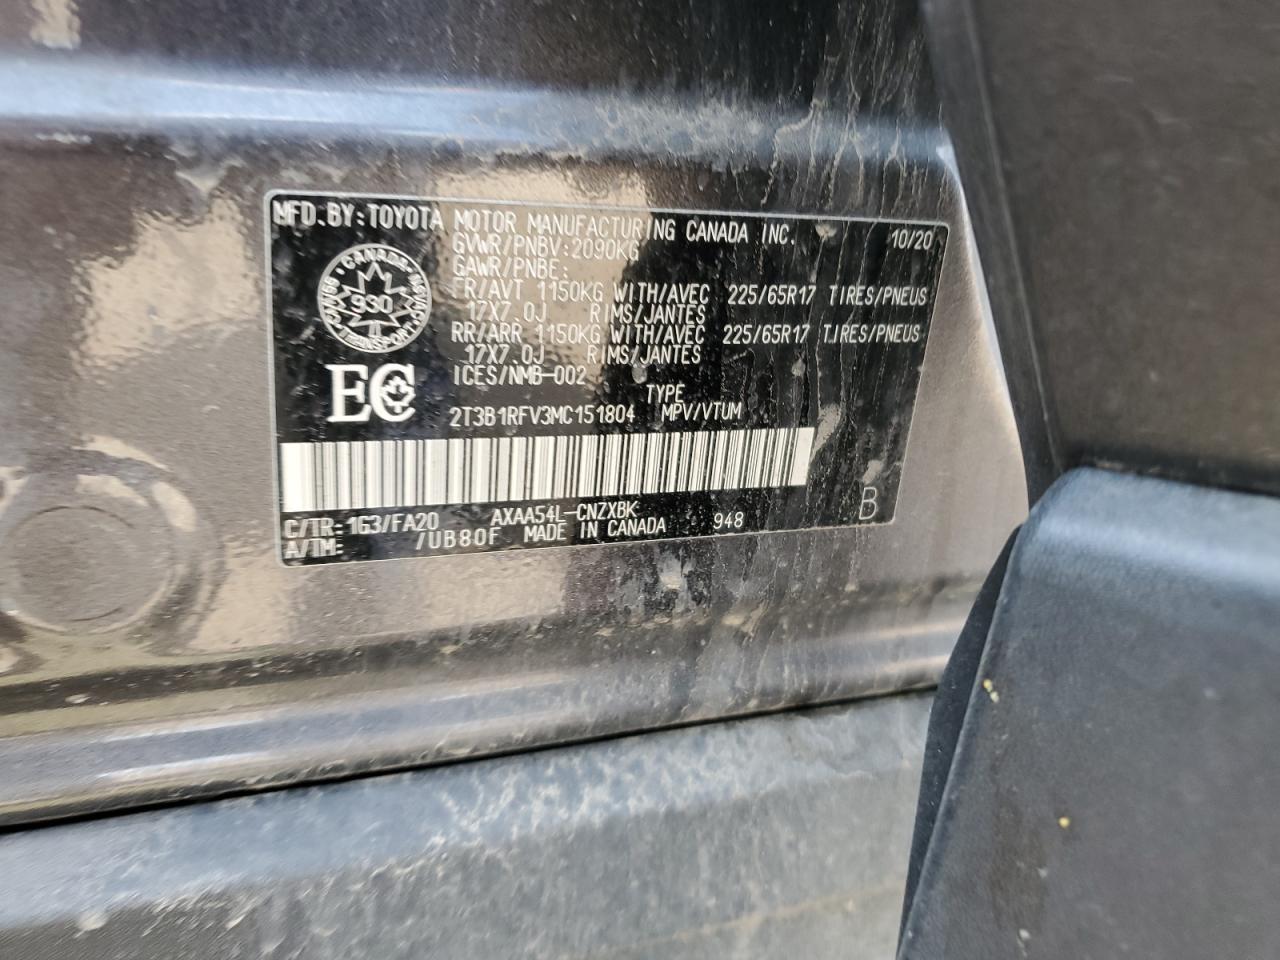 MFD.BY:TOYOTA MOTOR MANUFACTURING CANADA INC. 10/20
GVWR/PNBV:2090KG
GAWR/PNBE:
FR/AVT 1150KG WITH/AVEC 225/65R17 TIRES/PNEUS
17X7.0J RIMS/JANTES
RR/ARR 1150KG WITH/AVEC 225/65R17 TIRES/PNEUS
17X7.0J RIMS/JANTES
CANADA
930
TRANSPORT
EC
ICES/NMB-002
TYPE
2T3B1RFV3MC151804 MPV/VTUM
C/TR: 1G3/FA20 AXAA54L-CNZXBK
A/TM: /UB80F MADE IN CANADA 948
B